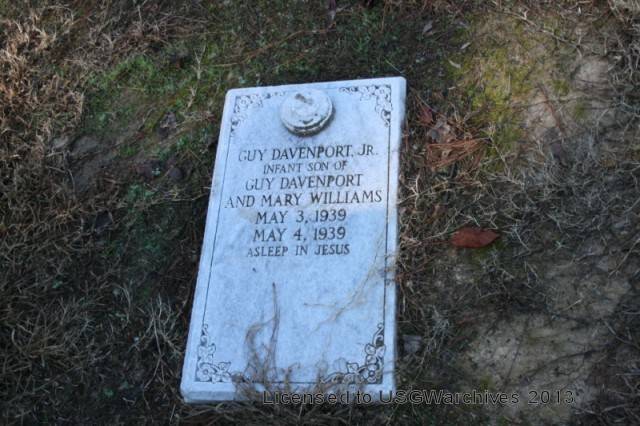 GUY DAVENPORT, JR.
INFANT SON OF
GUY DAVENPORT
AND MARY WILLIAMS
MAY 3, 1939
MAY 4, 1939
ASLEEP IN JESUS
Licensed to USGWarchives 2013